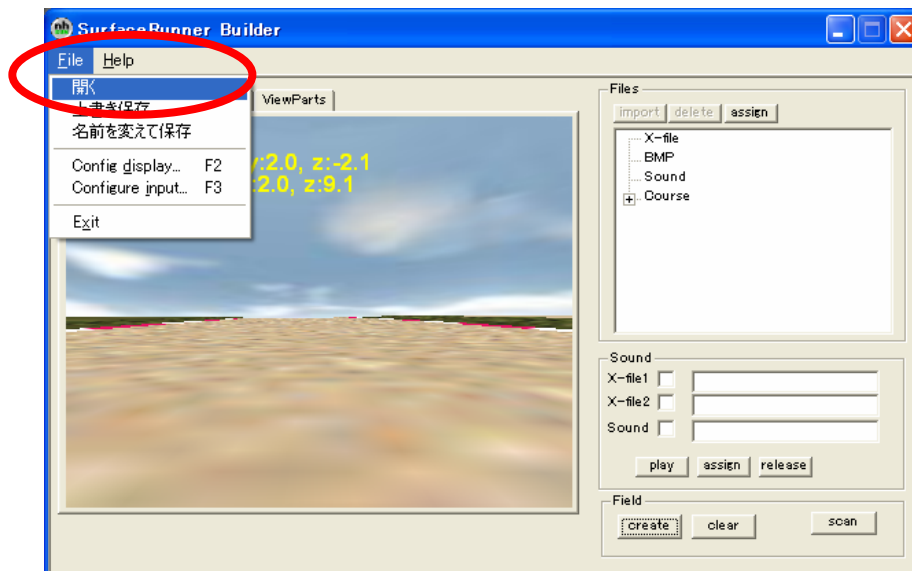 SurfaceRunner Builder
File Help
開く
上書き保存
名前を変えて保存
Config display... F2
Configure input... F3
Exit
ViewParts
y:2.0, z:-2.1
:2.0, z:9.1
Files
import delete assign
X-file
BMP
Sound
Course
Sound
X-file1
X-file2
Sound
play assign release
Field
create clear scan